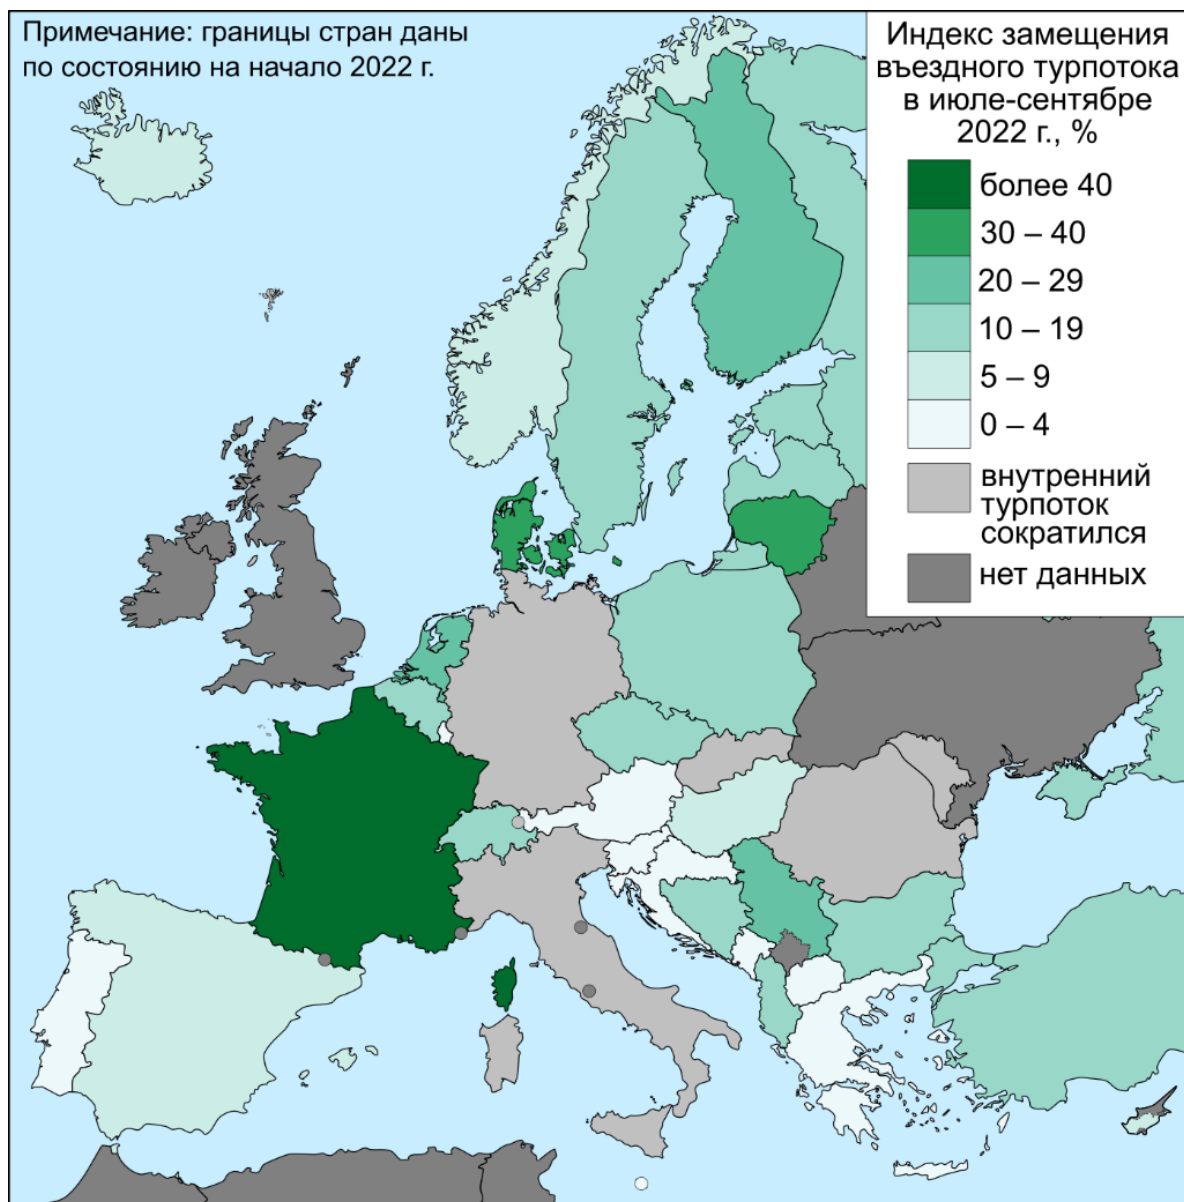 Примечание: границы стран даны
по состоянию на начало 2022 г.
Индекс замещения
въездного турпотока
в июле-сентябре
2022 г., %
более 40
30 – 40
20 – 29
10 – 19
5 – 9
0 – 4
внутренний
турпоток
сократился
нет данных